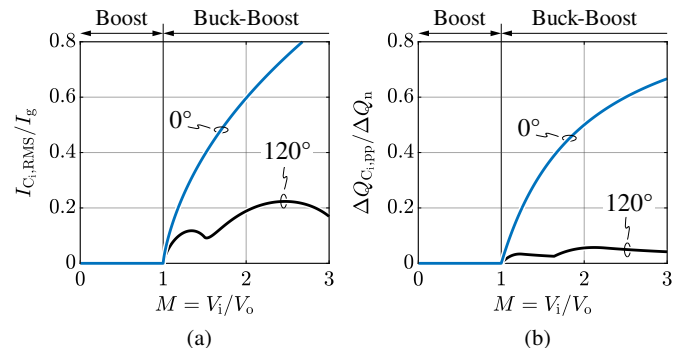 Boost Buck-Boost
0.8
0.6
0.4
0.2
0
0 1 2 3
I_{C_i,RMS}/I_g
0°
120°
M = V_i/V_o
(a)
Boost Buck-Boost
0.8
0.6
0.4
0.2
0
0 1 2 3
ΔQ_{C_i,pp}/ΔQ_n
0°
120°
M = V_i/V_o
(b)